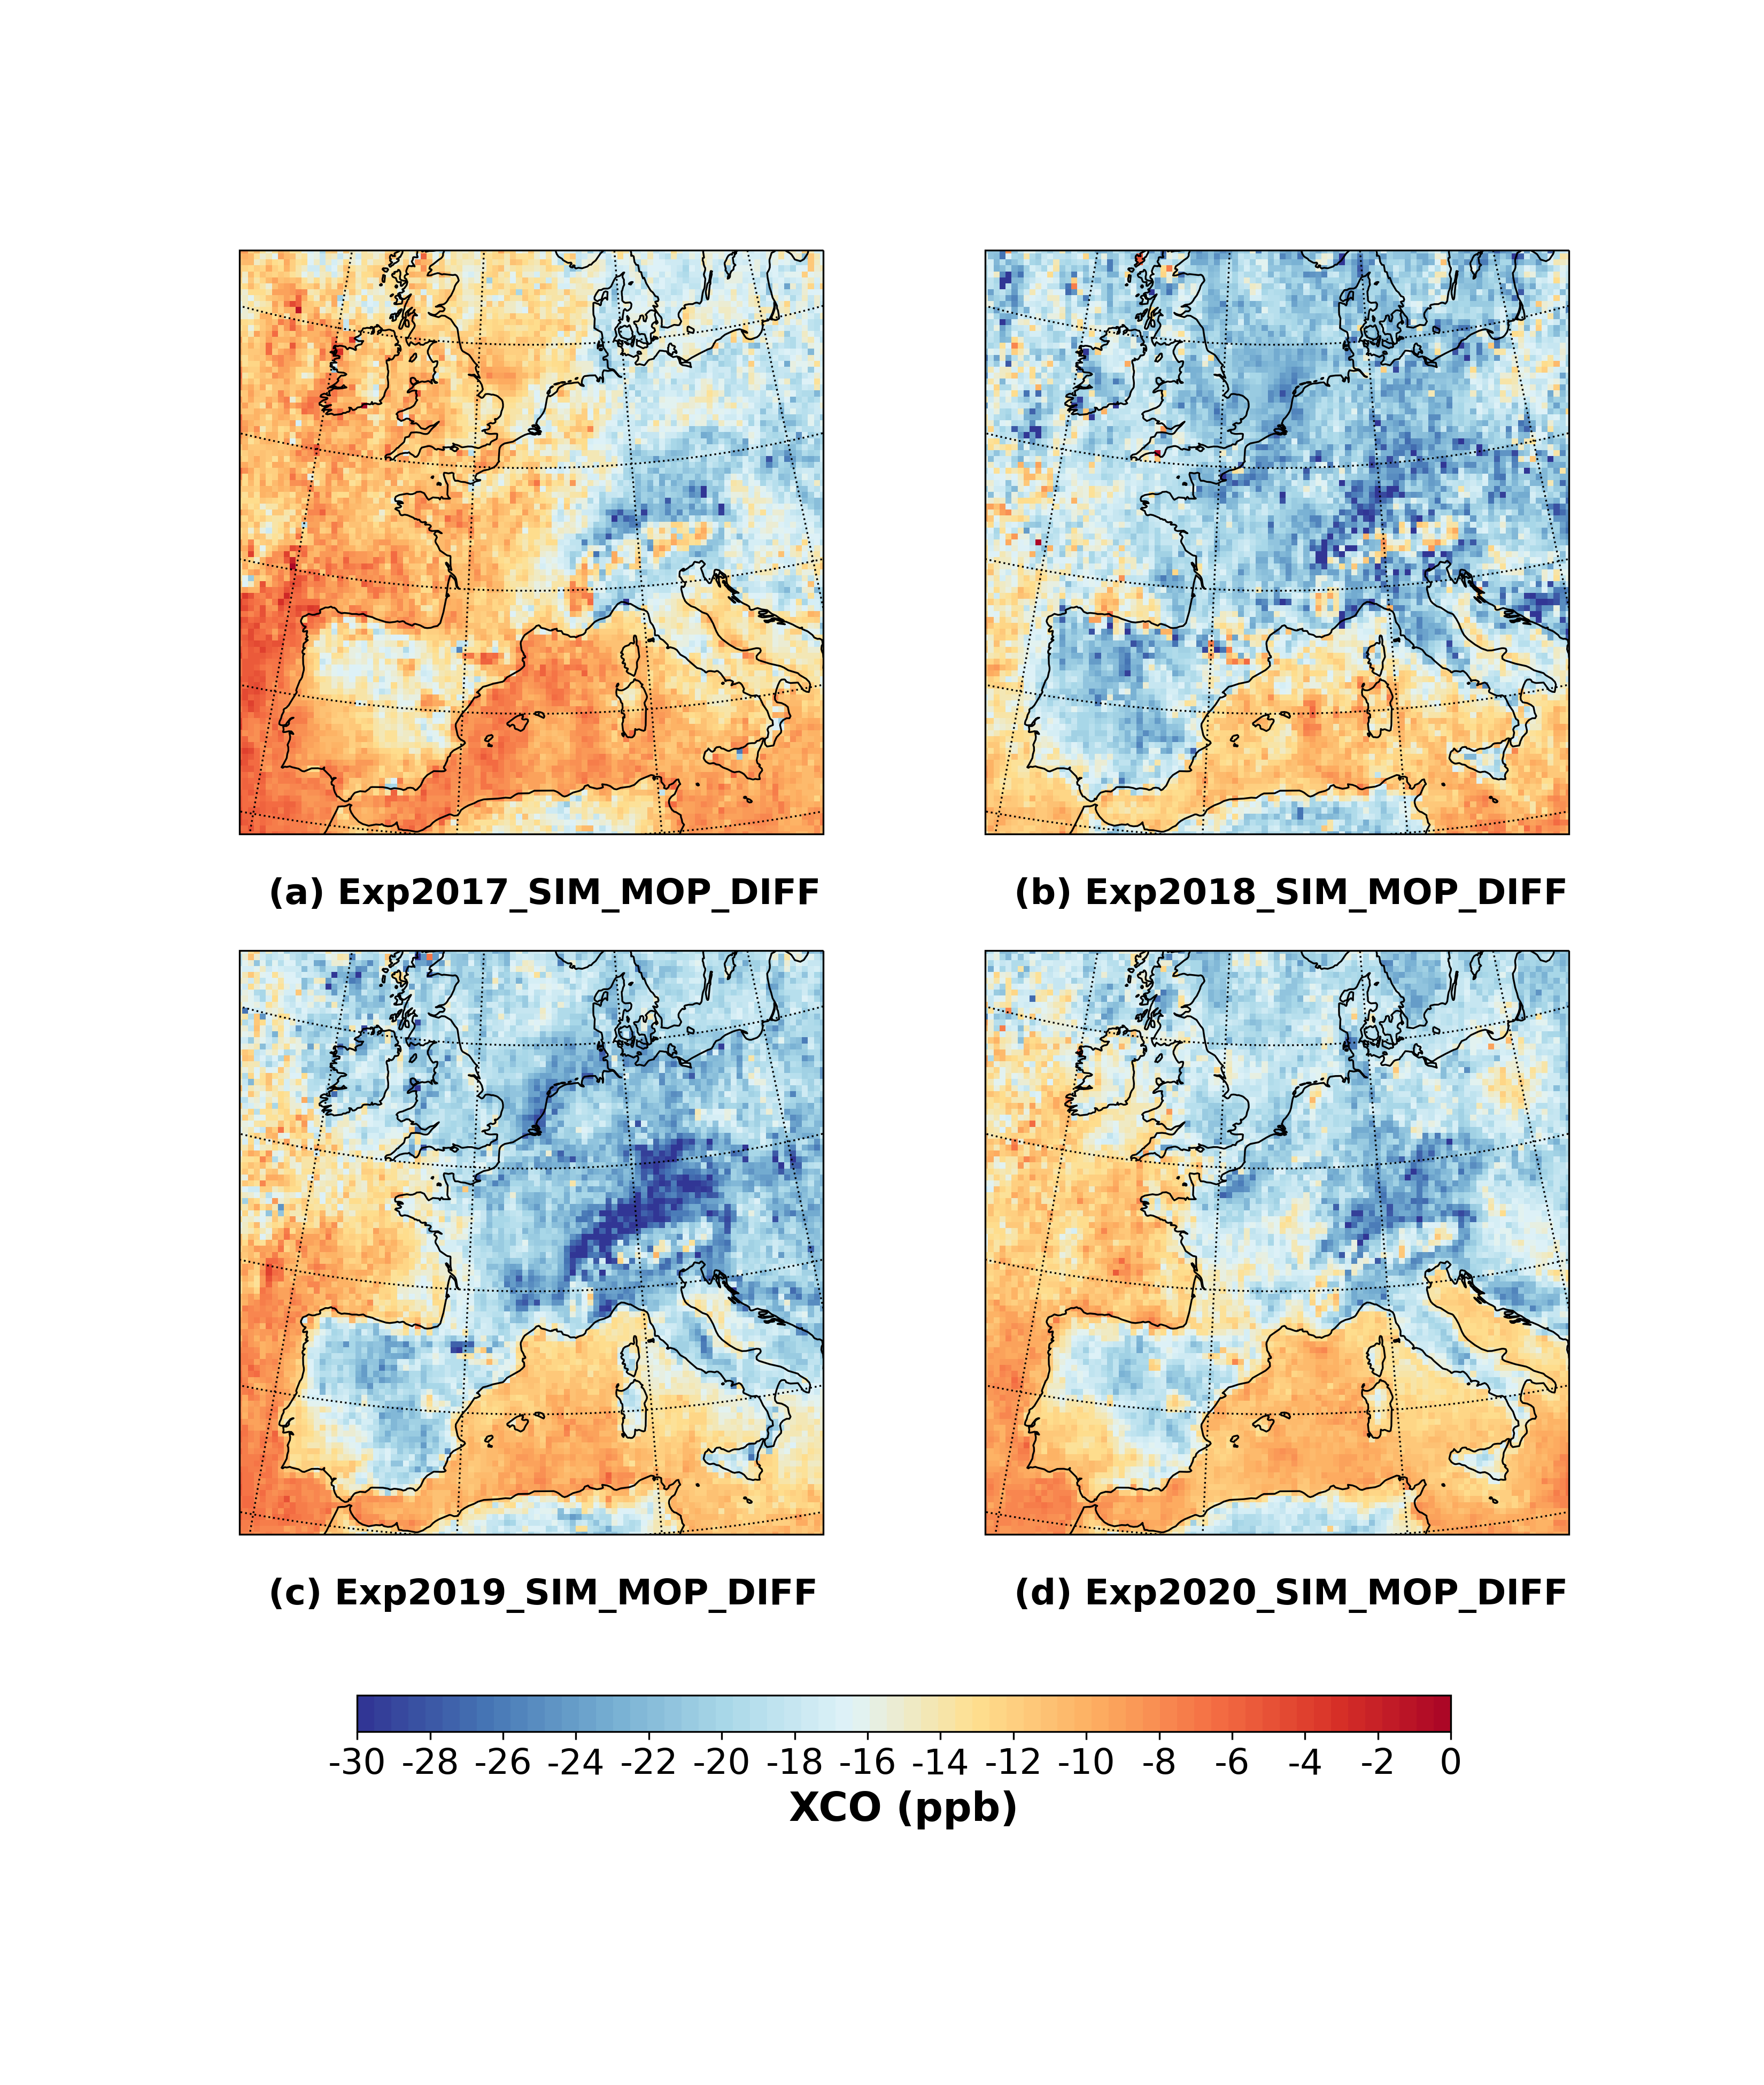 (a) Exp2017_SIM_MOP_DIFF
(b) Exp2018_SIM_MOP_DIFF
(c) Exp2019_SIM_MOP_DIFF
(d) Exp2020_SIM_MOP_DIFF
-30 -28 -26 -24 -22 -20 -18 -16 -14 -12 -10 -8 -6 -4 -2 0
XCO (ppb)